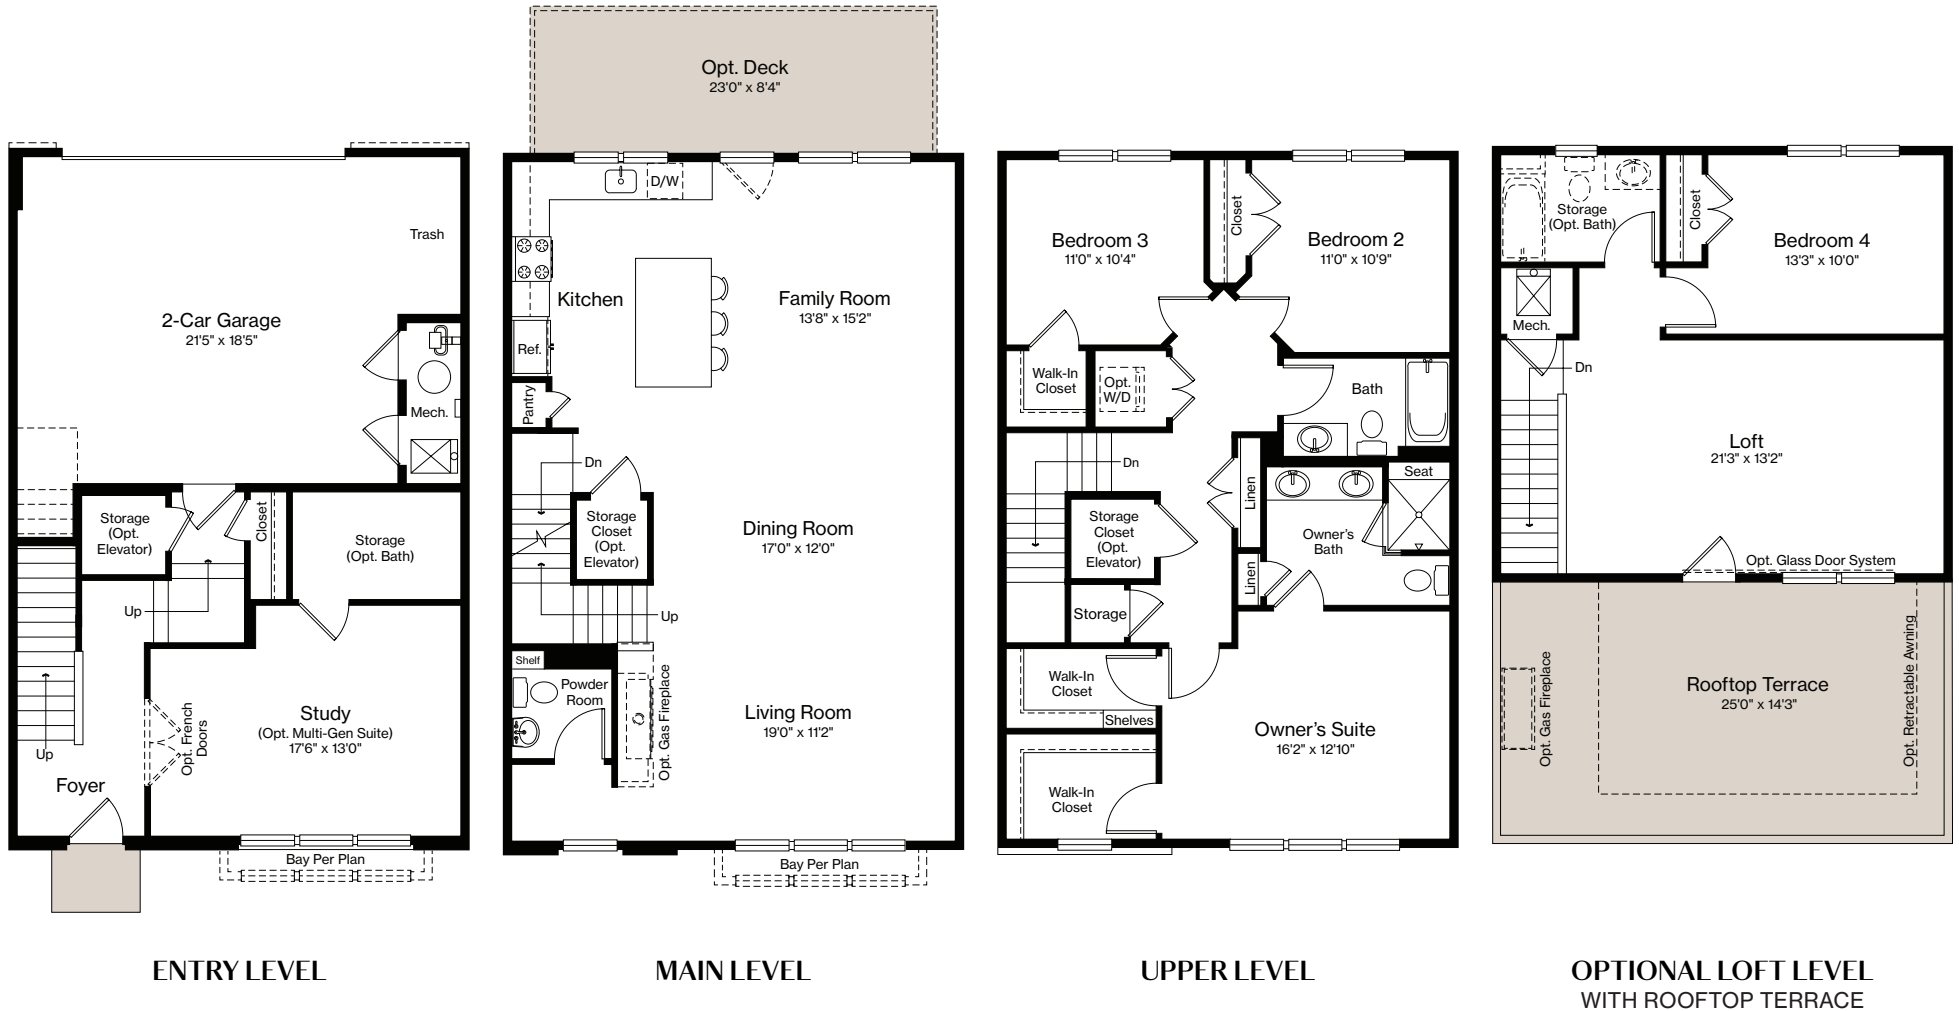 Trash
2-Car Garage
21'5" x 18'5"
Mech.
Storage
(Opt.
Elevator)
Closet
Storage
(Opt. Bath)
Up
Up
Study
(Opt. Multi-Gen Suite)
17'6" x 13'0"
Opt. French
Doors
Foyer
Bay Per Plan
ENTRY LEVEL
Opt. Deck
23'0" x 8'4"
D/W
Kitchen
Family Room
13'8" x 15'2"
Ref.
Pantry
Dn
Storage
Closet
(Opt.
Elevator)
Dining Room
17'0" x 12'0"
Up
Shelf
Powder
Room
Opt. Gas Fireplace
Living Room
19'0" x 11'2"
Bay Per Plan
MAIN LEVEL
Bedroom 3
11'0" x 10'4"
Closet
Bedroom 2
11'0" x 10'9"
Walk-In
Closet
Opt.
W/D
Bath
Dn
Linen
Seat
Storage
Closet
(Opt.
Elevator)
Owner's
Bath
Linen
Storage
Walk-In
Closet
Shelves
Owner's Suite
16'2" x 12'10"
Walk-In
Closet
UPPER LEVEL
Storage
(Opt. Bath)
Closet
Bedroom 4
13'3" x 10'0"
Mech.
Dn
Loft
21'3" x 13'2"
Opt. Glass Door System
Opt. Gas Fireplace
Rooftop Terrace
25'0" x 14'3"
Opt. Retractable Awning
OPTIONAL LOFT LEVEL
WITH ROOFTOP TERRACE